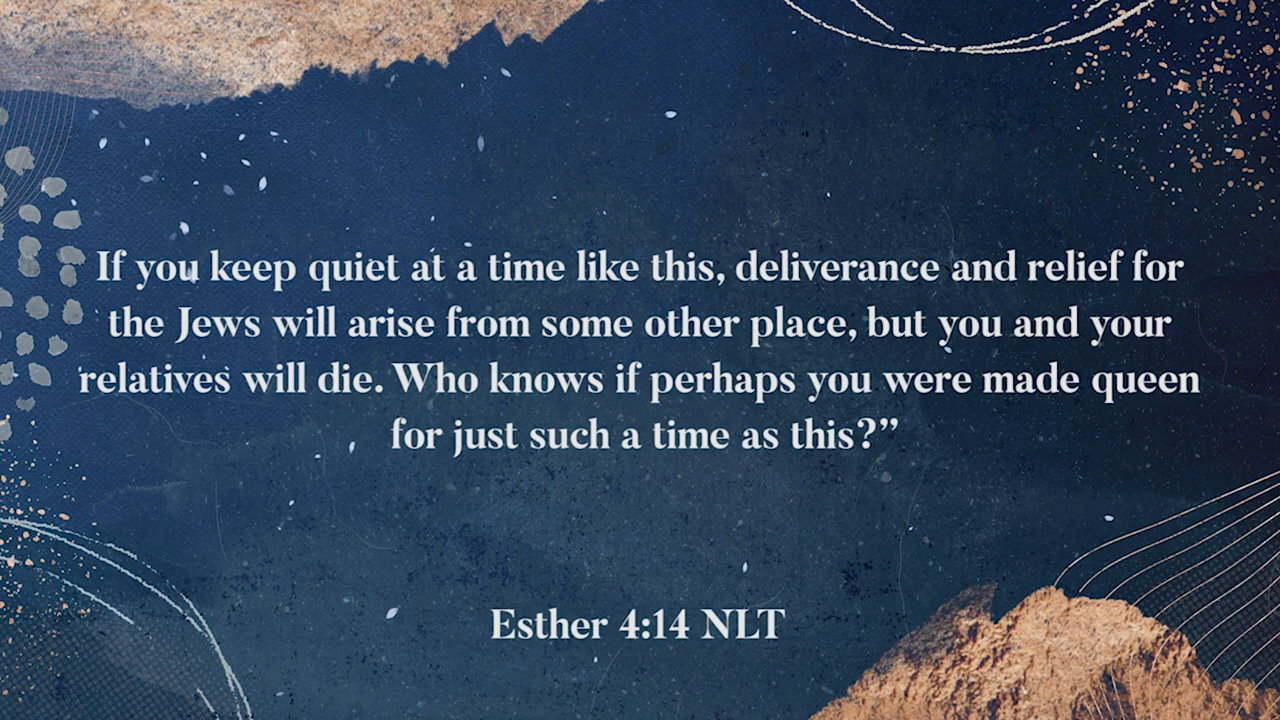 If you keep quiet at a time like this, deliverance and relief for
the Jews will arise from some other place, but you and your
relatives will die. Who knows if perhaps you were made queen
for just such a time as this?”
Esther 4:14 NLT